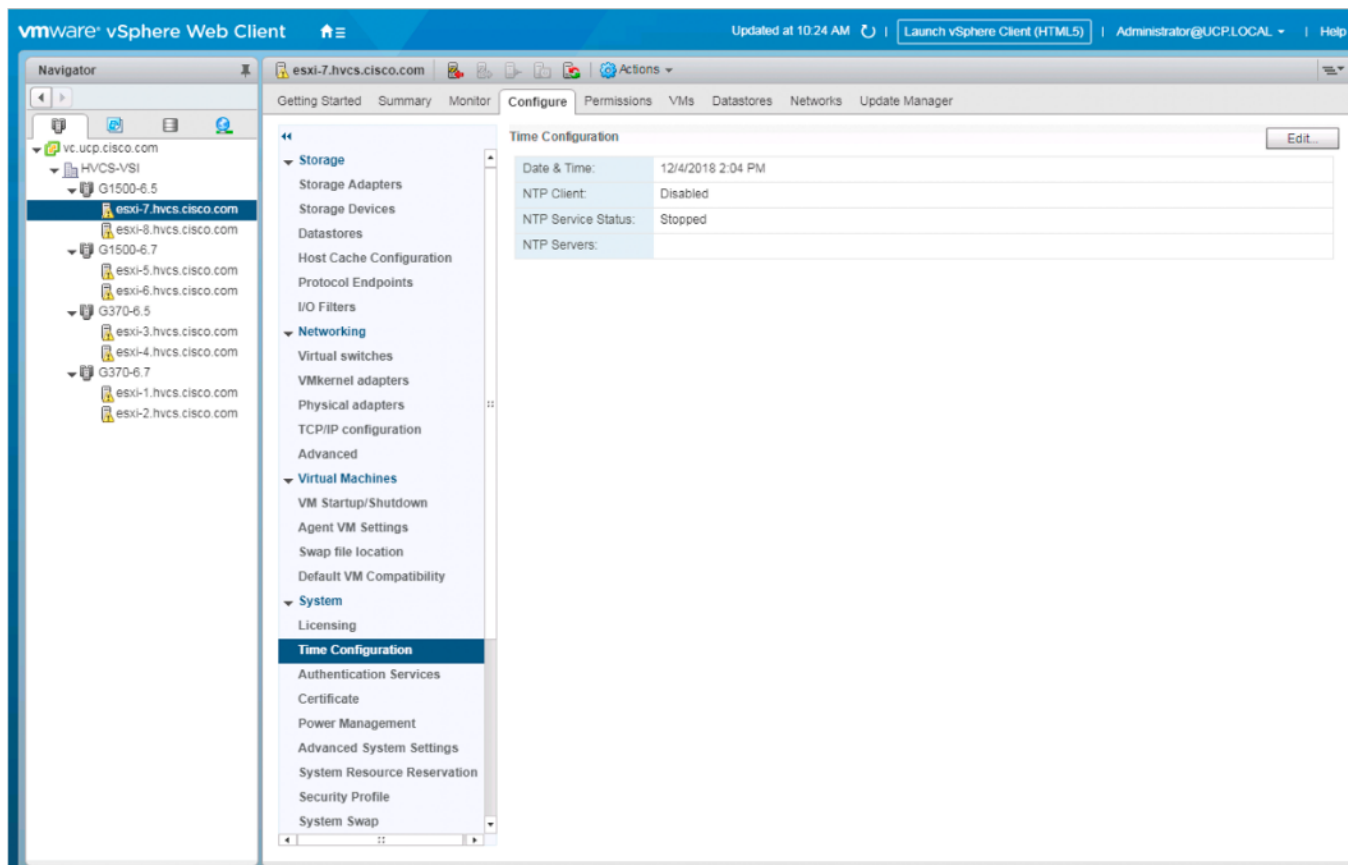 vmware® vSphere Web Client
Updated at 10:24 AM | Launch vSphere Client (HTML5) | Administrator@UCP.LOCAL | Help
Navigator
vc.ucp.cisco.com
HVCS-VSI
G1500-6.5
esxi-7.hvcs.cisco.com
esxi-8.hvcs.cisco.com
G1500-6.7
esxi-5.hvcs.cisco.com
esxi-6.hvcs.cisco.com
G370-6.5
esxi-3.hvcs.cisco.com
esxi-4.hvcs.cisco.com
G370-6.7
esxi-1.hvcs.cisco.com
esxi-2.hvcs.cisco.com
esxi-7.hvcs.cisco.com | Actions
Getting Started Summary Monitor Configure Permissions VMs Datastores Networks Update Manager
Storage
Storage Adapters
Storage Devices
Datastores
Host Cache Configuration
Protocol Endpoints
I/O Filters
Networking
Virtual switches
VMkernel adapters
Physical adapters
TCP/IP configuration
Advanced
Virtual Machines
VM Startup/Shutdown
Agent VM Settings
Swap file location
Default VM Compatibility
System
Licensing
Time Configuration
Authentication Services
Certificate
Power Management
Advanced System Settings
System Resource Reservation
Security Profile
System Swap
Time Configuration
Edit...
Date & Time: 12/4/2018 2:04 PM
NTP Client: Disabled
NTP Service Status: Stopped
NTP Servers: